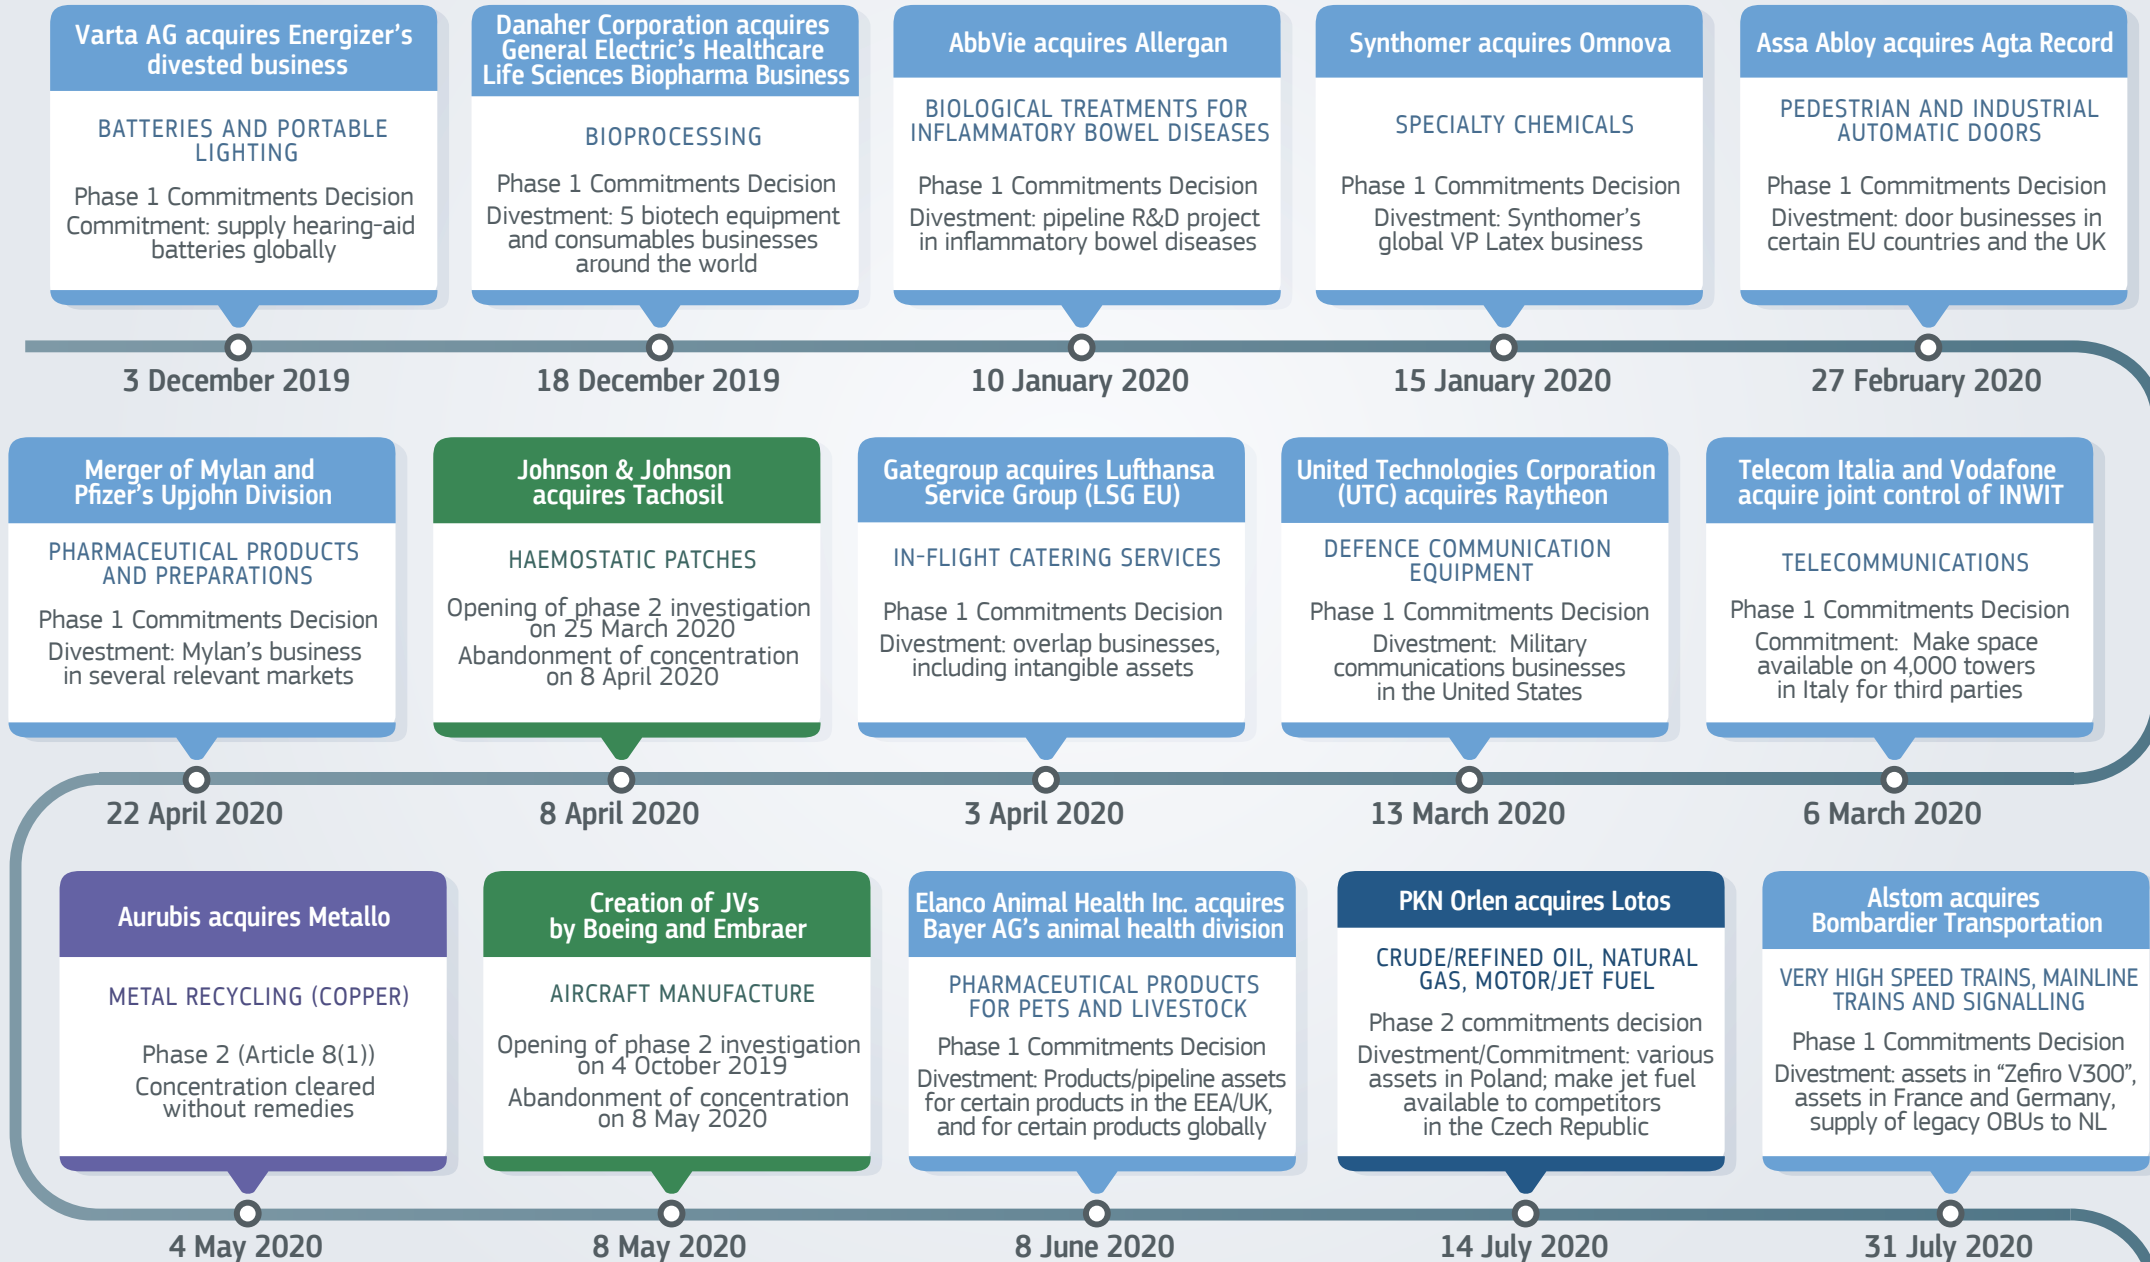 Varta AG acquires Energizer's
divested business
BATTERIES AND PORTABLE
LIGHTING
Phase 1 Commitments Decision
Commitment: supply hearing-aid
batteries globally
3 December 2019
Danaher Corporation acquires
General Electric's Healthcare
Life Sciences Biopharma Business
BIOPROCESSING
Phase 1 Commitments Decision
Divestment: 5 biotech equipment
and consumables businesses
around the world
18 December 2019
AbbVie acquires Allergan
BIOLOGICAL TREATMENTS FOR
INFLAMMATORY BOWEL DISEASES
Phase 1 Commitments Decision
Divestment: pipeline R&D project
in inflammatory bowel diseases
10 January 2020
Synthomer acquires Omnova
SPECIALTY CHEMICALS
Phase 1 Commitments Decision
Divestment: Synthomer's
global VP Latex business
15 January 2020
Assa Abloy acquires Agta Record
PEDESTRIAN AND INDUSTRIAL
AUTOMATIC DOORS
Phase 1 Commitments Decision
Divestment: door businesses in
certain EU countries and the UK
27 February 2020
Merger of Mylan and
Pfizer's Upjohn Division
PHARMACEUTICAL PRODUCTS
AND PREPARATIONS
Phase 1 Commitments Decision
Divestment: Mylan's business
in several relevant markets
22 April 2020
Johnson & Johnson
acquires Tachosil
HAEMOSTATIC PATCHES
Opening of phase 2 investigation
on 25 March 2020
Abandonment of concentration
on 8 April 2020
8 April 2020
Gategroup acquires Lufthansa
Service Group (LSG EU)
IN-FLIGHT CATERING SERVICES
Phase 1 Commitments Decision
Divestment: overlap businesses,
including intangible assets
3 April 2020
United Technologies Corporation
(UTC) acquires Raytheon
DEFENCE COMMUNICATION
EQUIPMENT
Phase 1 Commitments Decision
Divestment: Military
communications businesses
in the United States
13 March 2020
Telecom Italia and Vodafone
acquire joint control of INWIT
TELECOMMUNICATIONS
Phase 1 Commitments Decision
Commitment: Make space
available on 4,000 towers
in Italy for third parties
6 March 2020
Aurubis acquires Metallo
METAL RECYCLING (COPPER)
Phase 2 (Article 8(1))
Concentration cleared
without remedies
4 May 2020
Creation of JVs
by Boeing and Embraer
AIRCRAFT MANUFACTURE
Opening of phase 2 investigation
on 4 October 2019
Abandonment of concentration
on 8 May 2020
8 May 2020
Elanco Animal Health Inc. acquires
Bayer AG's animal health division
PHARMACEUTICAL PRODUCTS
FOR PETS AND LIVESTOCK
Phase 1 Commitments Decision
Divestment: Products/pipeline assets
for certain products in the EEA/UK,
and for certain products globally
8 June 2020
PKN Orlen acquires Lotos
CRUDE/REFINED OIL, NATURAL
GAS, MOTOR/JET FUEL
Phase 2 commitments decision
Divestment/Commitment: various
assets in Poland; make jet fuel
available to competitors
in the Czech Republic
14 July 2020
Alstom acquires
Bombardier Transportation
VERY HIGH SPEED TRAINS, MAINLINE
TRAINS AND SIGNALLING
Phase 1 Commitments Decision
Divestment: assets in “Zefiro V300”,
assets in France and Germany,
supply of legacy OBUs to NL
31 July 2020